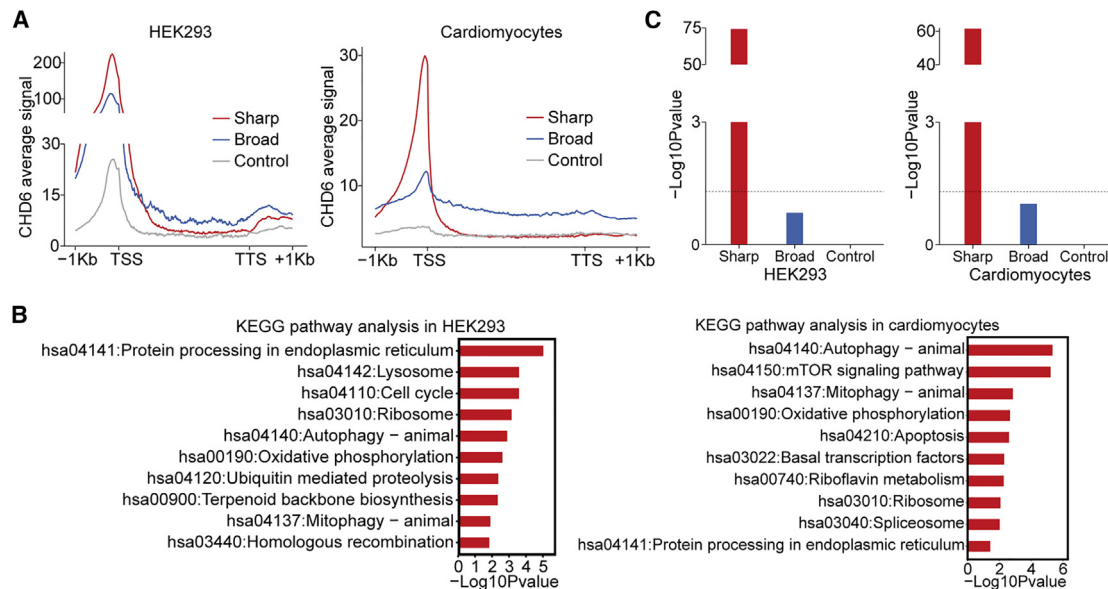 A
HEK293
CHD6 average signal
200
100
30
15
0
Sharp
Broad
Control
−1Kb TSS TTS +1Kb
Cardiomyocytes
CHD6 average signal
30
20
10
Sharp
Broad
Control
−1Kb TSS TTS +1Kb
C
−Log10Pvalue
75
50
3
0
Sharp Broad Control
HEK293
−Log10Pvalue
60
40
3
0
Sharp Broad Control
Cardiomyocytes
B
KEGG pathway analysis in HEK293
hsa04141:Protein processing in endoplasmic reticulum
hsa04142:Lysosome
hsa04110:Cell cycle
hsa03010:Ribosome
hsa04140:Autophagy − animal
hsa00190:Oxidative phosphorylation
hsa04120:Ubiquitin mediated proteolysis
hsa00900:Terpenoid backbone biosynthesis
hsa04137:Mitophagy − animal
hsa03440:Homologous recombination
0 1 2 3 4 5
−Log10Pvalue
KEGG pathway analysis in cardiomyocytes
hsa04140:Autophagy − animal
hsa04150:mTOR signaling pathway
hsa04137:Mitophagy − animal
hsa00190:Oxidative phosphorylation
hsa04210:Apoptosis
hsa03022:Basal transcription factors
hsa00740:Riboflavin metabolism
hsa03010:Ribosome
hsa03040:Spliceosome
hsa04141:Protein processing in endoplasmic reticulum
0 2 4 6
−Log10Pvalue